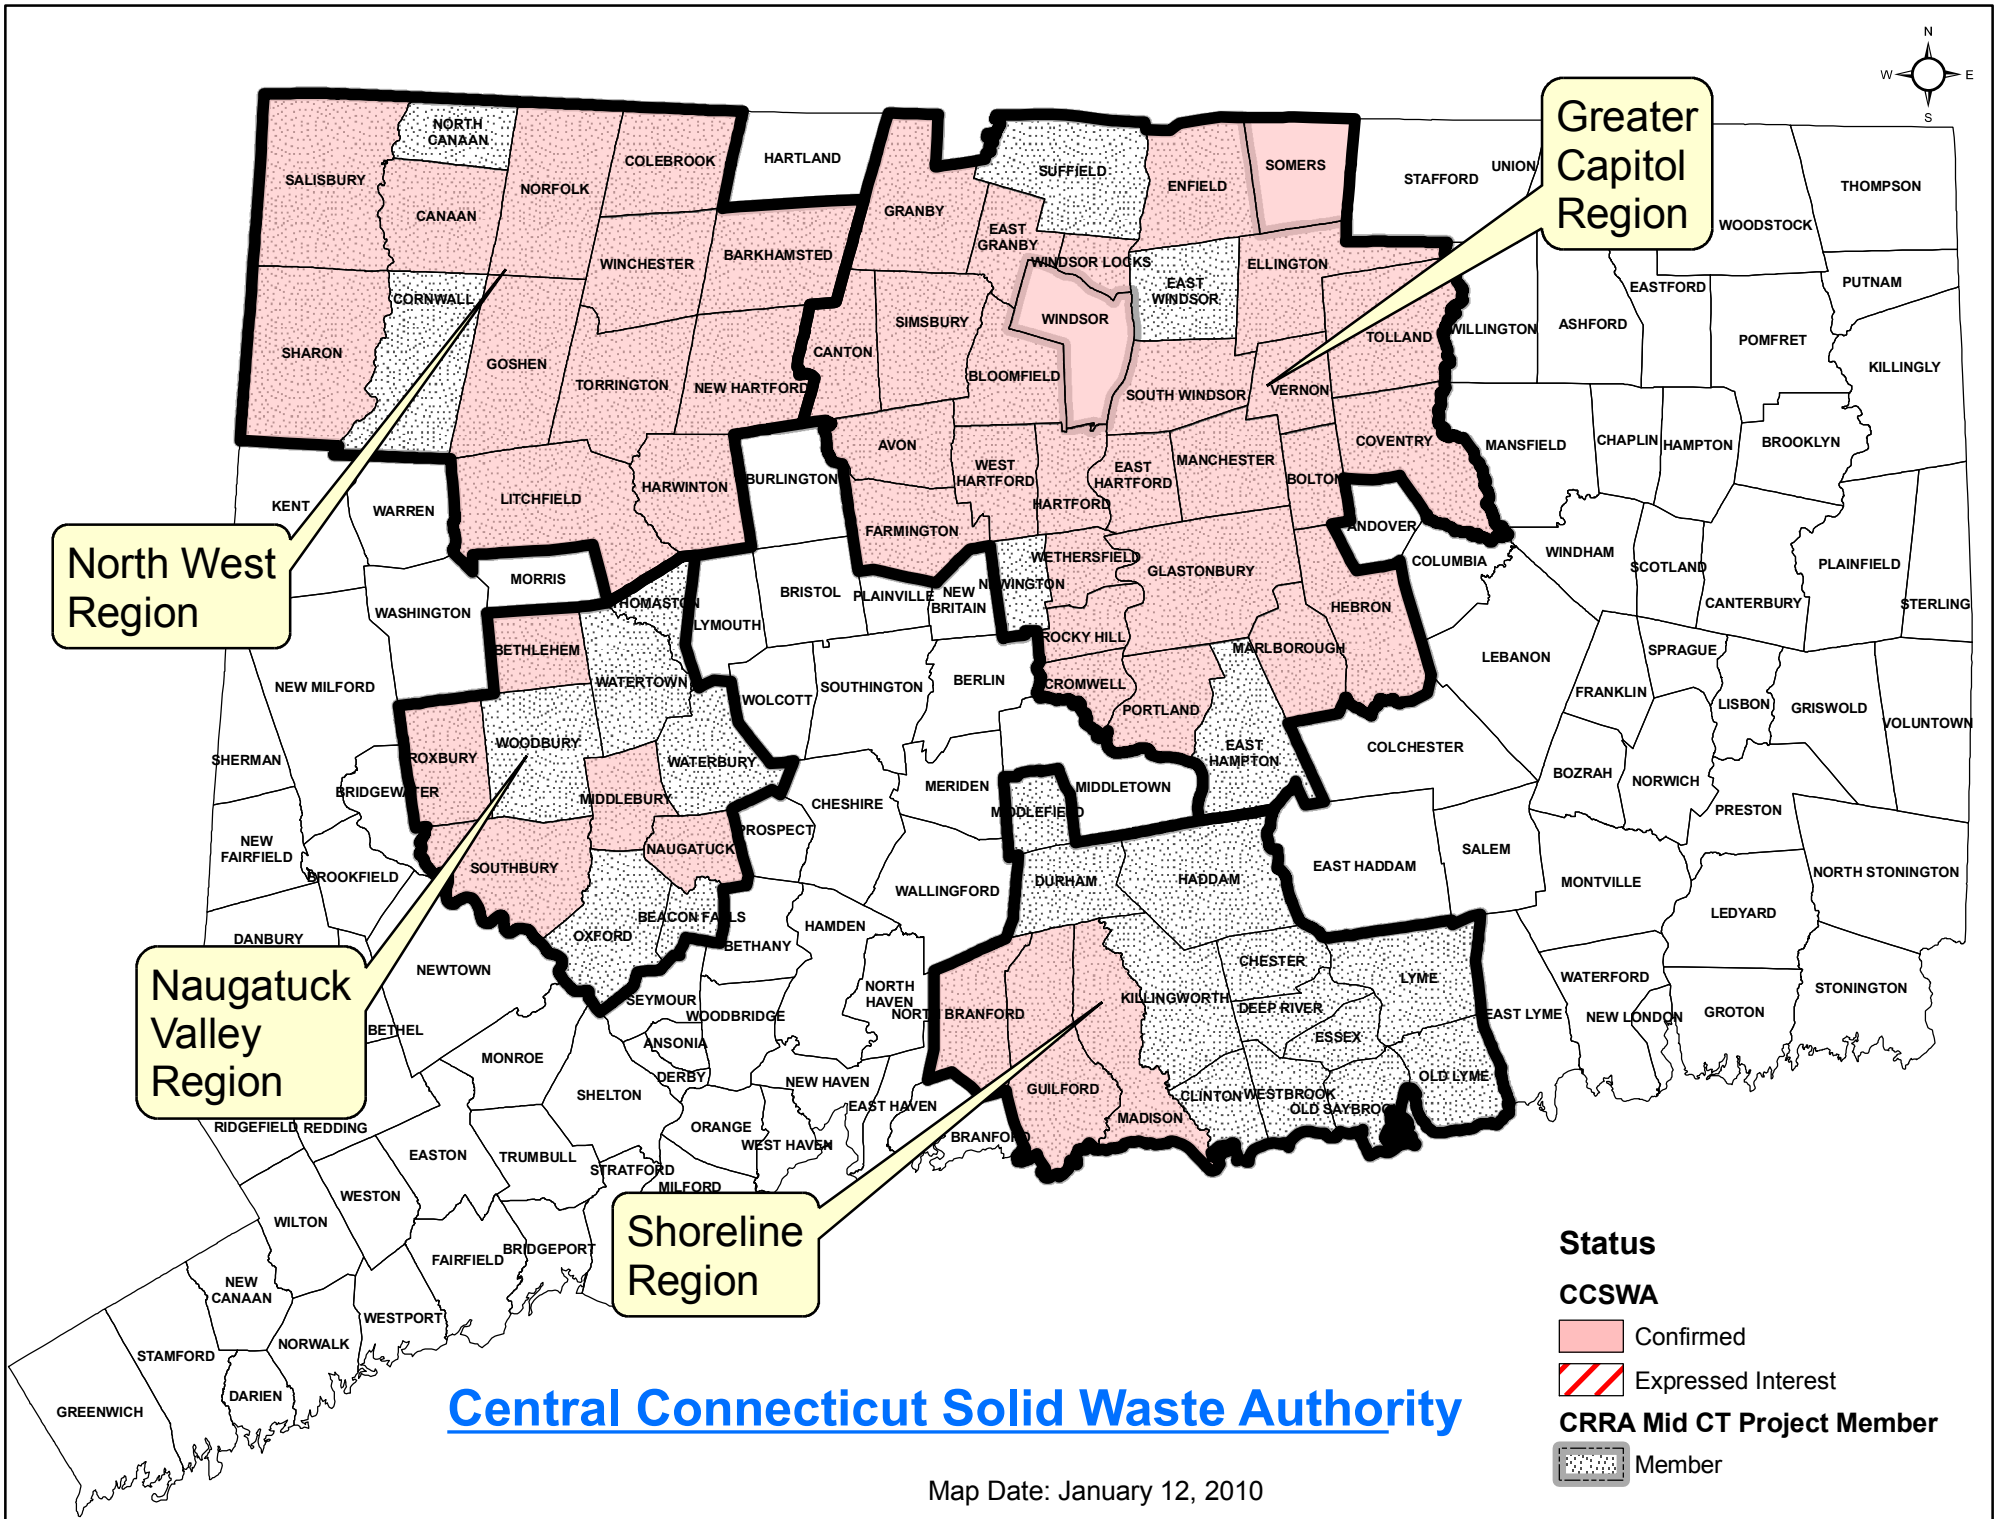 N
W
E
S
Greater
Capitol
Region
NORTH
CANAAN
SALISBURY
COLEBROOK
HARTLAND
NORFOLK
CANAAN
SUFFIELD
ENFIELD
SOMERS
STAFFORD
UNION
WOODSTOCK
THOMPSON
GRANBY
EAST
GRANBY
WINCHESTER
BARKHAMSTED
WINDSOR LOCKS
ELLINGTON
EAST
WINDSOR
CORNWALL
EASTFORD
PUTNAM
SIMSBURY
WINDSOR
WILLINGTON
ASHFORD
POMFRET
KILLINGLY
SHARON
GOSHEN
TORRINGTON
NEW HARTFORD
CANTON
BLOOMFIELD
SOUTH WINDSOR
VERNON
TOLLAND
AVON
WEST
HARTFORD
HARTFORD
EAST
HARTFORD
MANCHESTER
BOLTON
COVENTRY
MANSFIELD
CHAPLIN
HAMPTON
BROOKLYN
KENT
WARREN
LITCHFIELD
HARWINTON
BURLINGTON
FARMINGTON
ANDOVER
COLUMBIA
WINDHAM
SCOTLAND
PLAINFIELD
STERLING
CANTERBURY
North West
Region
MORRIS
WASHINGTON
THOMASTON
PLYMOUTH
BRISTOL
PLAINVILLE
NEW
BRITAIN
NEWINGTON
WETHERSFIELD
GLASTONBURY
HEBRON
ROCKY HILL
MARLBOROUGH
LEBANON
SPRAGUE
FRANKLIN
LISBON
GRISWOLD
VOLUNTOWN
BETHLEHEM
WATERTOWN
NEW MILFORD
WOLCOTT
SOUTHINGTON
BERLIN
CROMWELL
PORTLAND
EAST
HAMPTON
COLCHESTER
BOZRAH
NORWICH
PRESTON
SHERMAN
ROXBURY
WOODBURY
WATERBURY
BRIDGEWATER
MIDDLEBURY
CHESHIRE
MERIDEN
MIDDLETOWN
MIDDLEFIELD
PROSPECT
NEW
FAIRFIELD
BROOKFIELD
SOUTHBURY
NAUGATUCK
WALLINGFORD
DURHAM
HADDAM
EAST HADDAM
SALEM
MONTVILLE
NORTH STONINGTON
LEDYARD
DANBURY
OXFORD
BEACON FALLS
BETHANY
HAMDEN
NEWTOWN
Naugatuck
Valley
Region
BETHEL
SEYMOUR
WOODBRIDGE
NORTH
HAVEN
NORTH BRANFORD
KILLINGWORTH
CHESTER
DEEP RIVER
ESSEX
LYME
EAST LYME
WATERFORD
NEW LONDON
GROTON
STONINGTON
MONROE
ANSONIA
DERBY
SHELTON
NEW HAVEN
EAST HAVEN
GUILFORD
MADISON
CLINTON
WESTBROOK
OLD SAYBROOK
OLD LYME
RIDGEFIELD
REDDING
EASTON
TRUMBULL
STRATFORD
ORANGE
WEST HAVEN
BRANFORD
MILFORD
WESTON
WILTON
FAIRFIELD
BRIDGEPORT
Shoreline
Region
NEW
CANAAN
WESTPORT
NORWALK
STAMFORD
DARIEN
GREENWICH
Status
CCSWA
Confirmed
Expressed Interest
CRRA Mid CT Project Member
Member
Central Connecticut Solid Waste Authority
Map Date: January 12, 2010